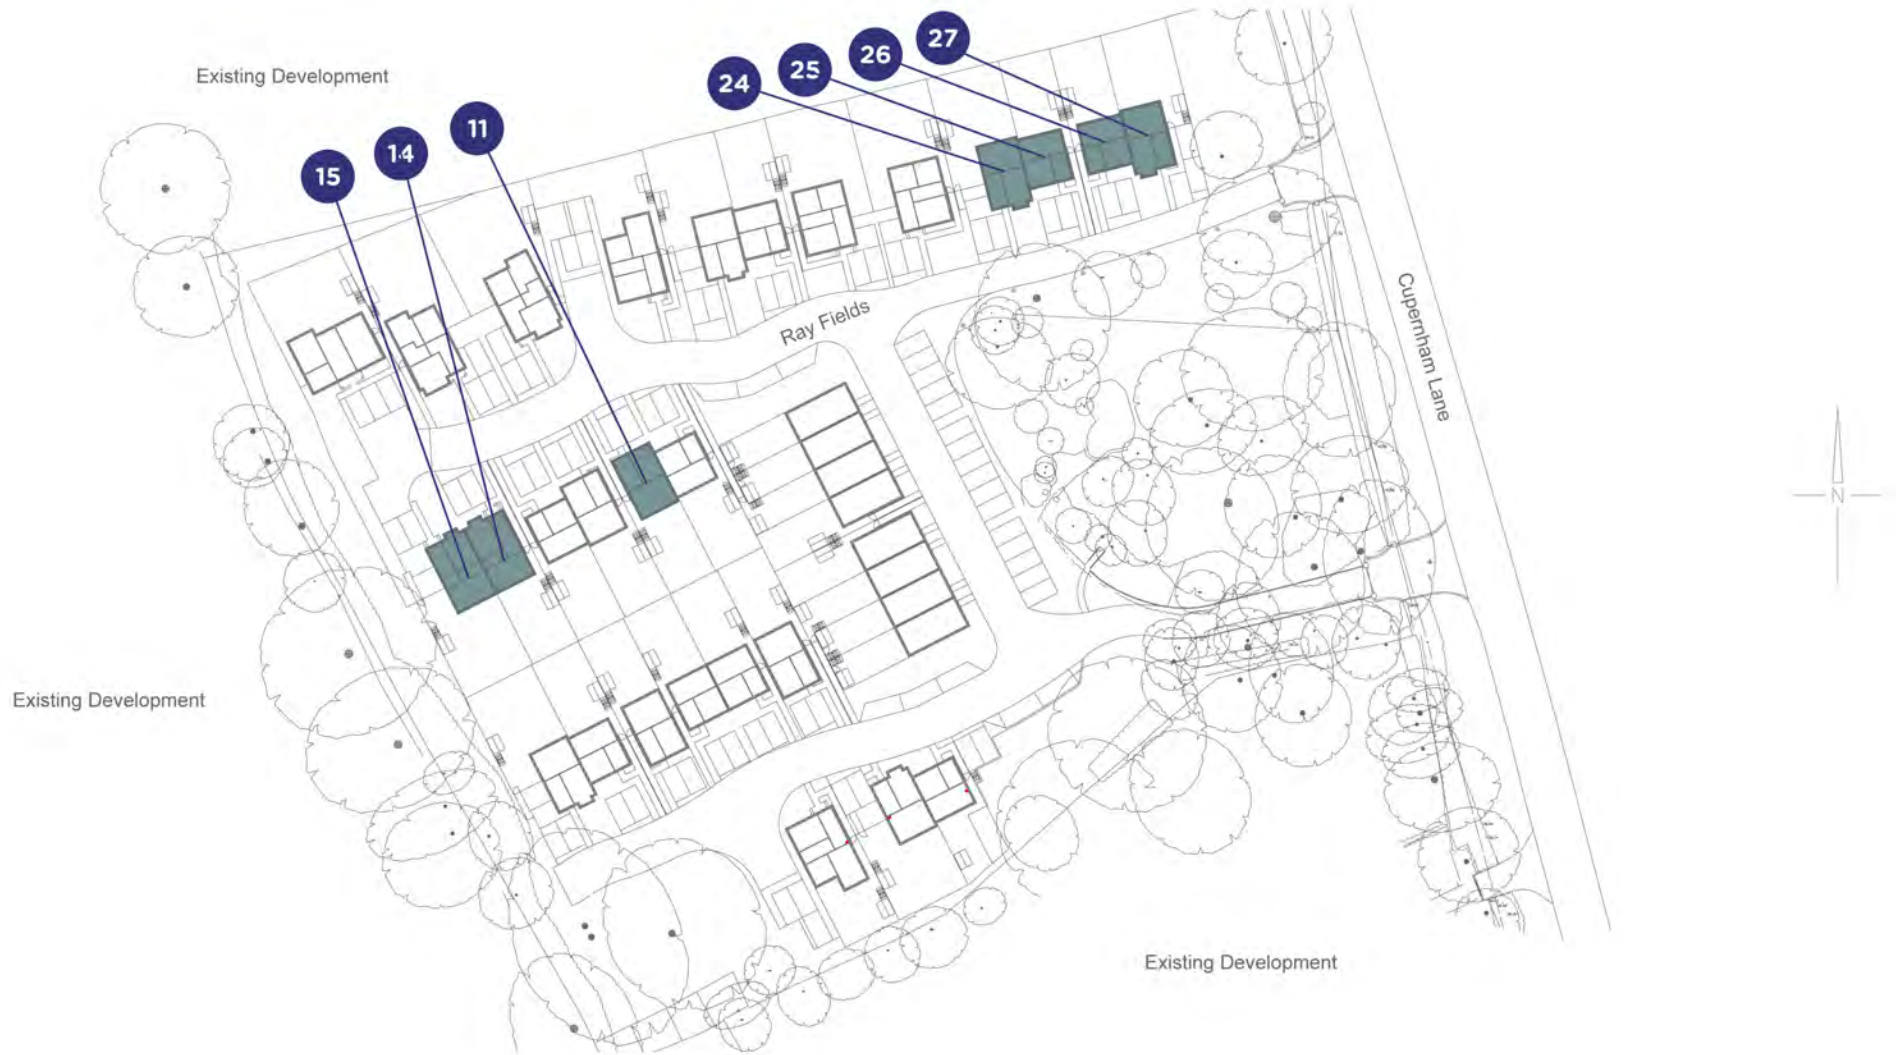 27
26
25
24
Existing Development
11
14
15
Ray Fields
Cupernham Lane
N
Existing Development
Existing Development